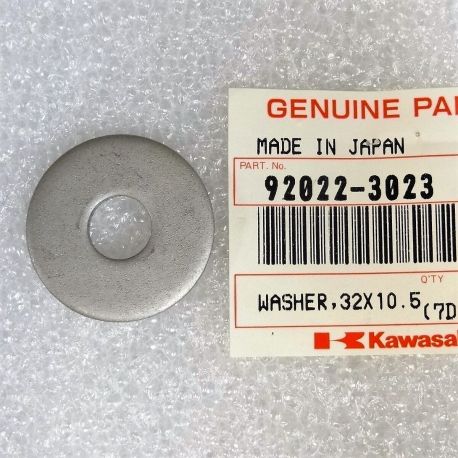 GENUINE PA
MADE IN JAPAN
PART. No.
92022-3023
Q'TY
WASHER,32X10.5
(7D
Kawasa